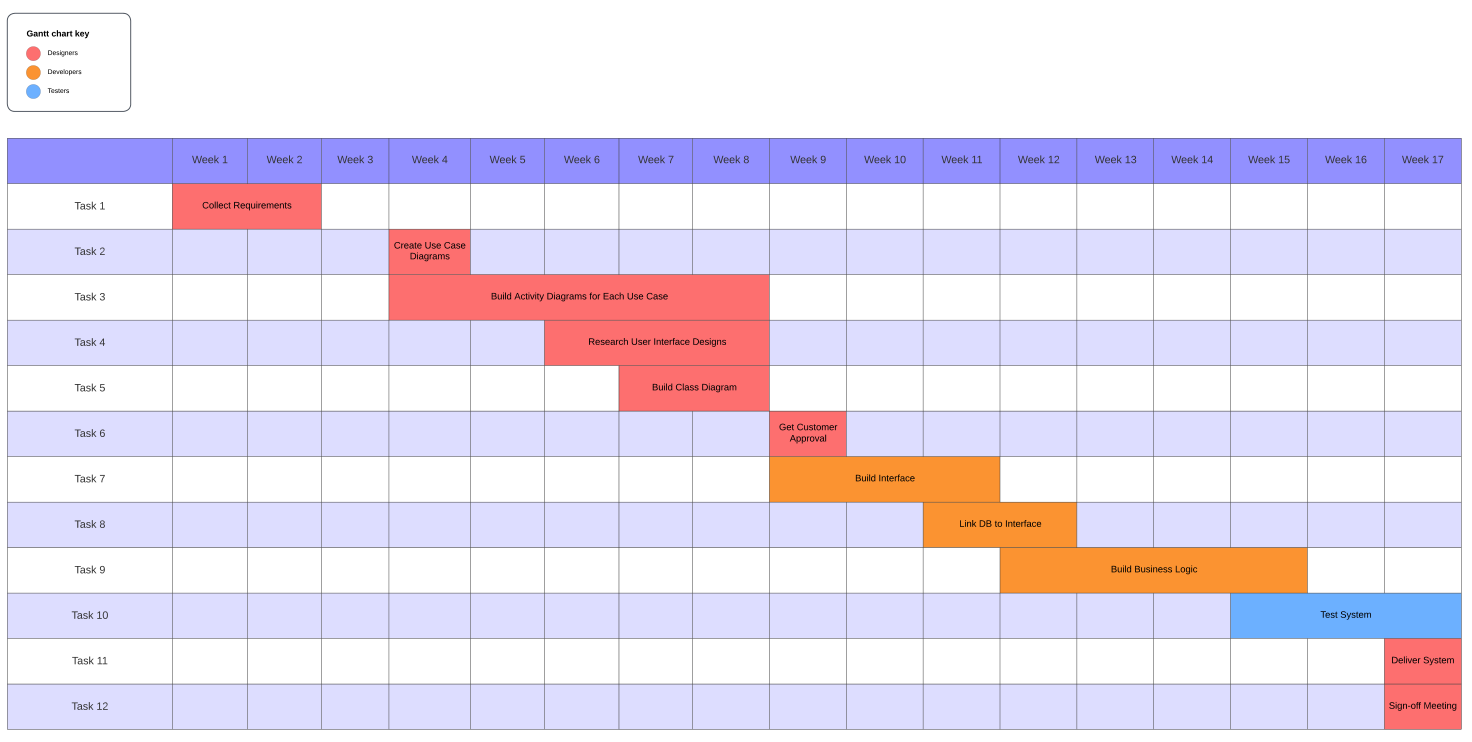 Gantt chart key
Designers
Developers
Testers
Week 1 Week 2 Week 3 Week 4 Week 5 Week 6 Week 7 Week 8 Week 9 Week 10 Week 11 Week 12 Week 13 Week 14 Week 15 Week 16 Week 17
Task 1 Collect Requirements
Task 2 Create Use Case
Diagrams
Task 3 Build Activity Diagrams for Each Use Case
Task 4 Research User Interface Designs
Task 5 Build Class Diagram
Task 6 Get Customer
Approval
Task 7 Build Interface
Task 8 Link DB to Interface
Task 9 Build Business Logic
Task 10 Test System
Task 11 Deliver System
Task 12 Sign-off Meeting